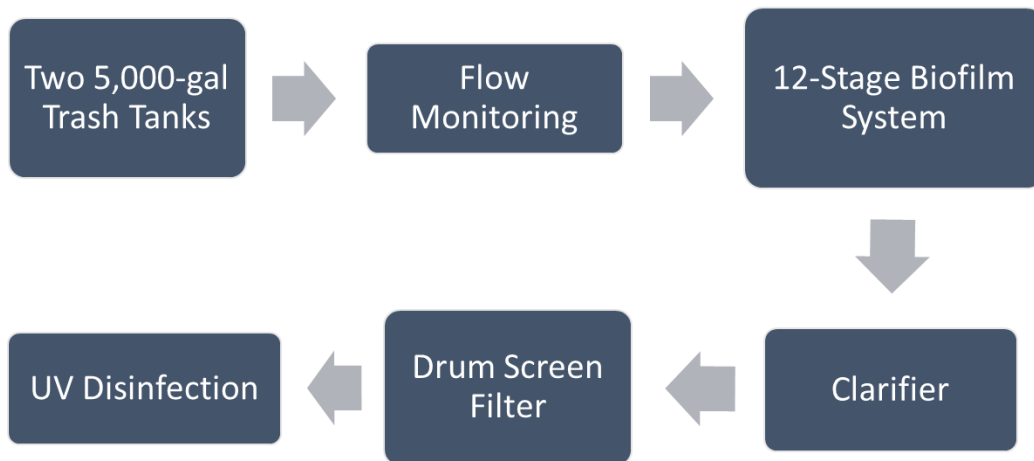 Two 5,000-gal
Trash Tanks
Flow
Monitoring
12-Stage Biofilm
System
Clarifier
Drum Screen
Filter
UV Disinfection